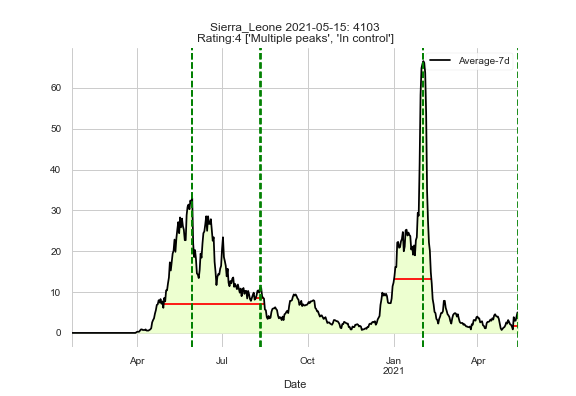 Sierra_Leone 2021-05-15: 4103
Rating:4 ['Multiple peaks', 'In control']
Average-7d
60
50
40
30
20
10
0
Apr Jul Oct Jan Apr
2021
Date